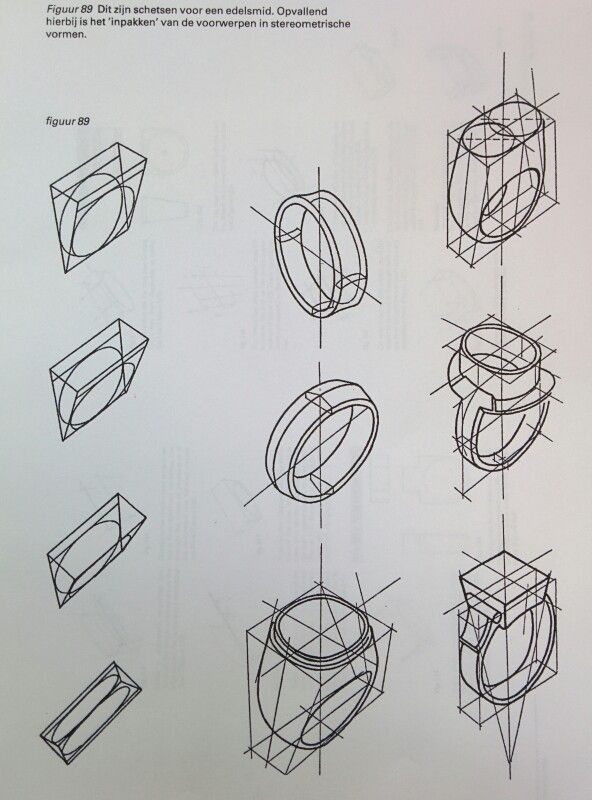 Figuur 89 Dit zijn schetsen voor een edelsmid. Opvallend
hierbij is het 'inpakken' van de voorwerpen in stereometrische
vormen.
figuur 89